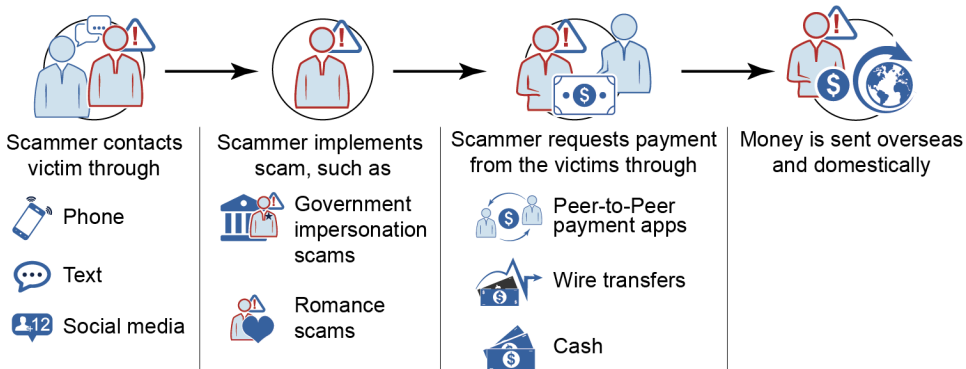 Scammer contacts
victim through
Phone
Text
Social media
12
Scammer implements
scam, such as
Government
impersonation
scams
Romance
scams
Scammer requests payment
from the victims through
Peer-to-Peer
payment apps
Wire transfers
Cash
Money is sent overseas
and domestically